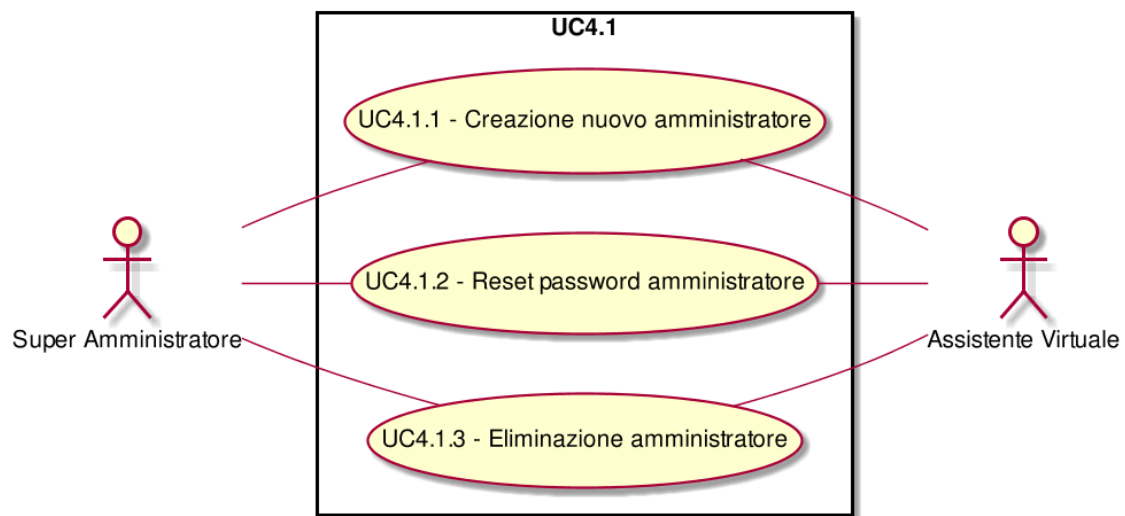 UC4.1
UC4.1.1 - Creazione nuovo amministratore
UC4.1.2 - Reset password amministratore
Super Amministratore
Assistente Virtuale
UC4.1.3 - Eliminazione amministratore